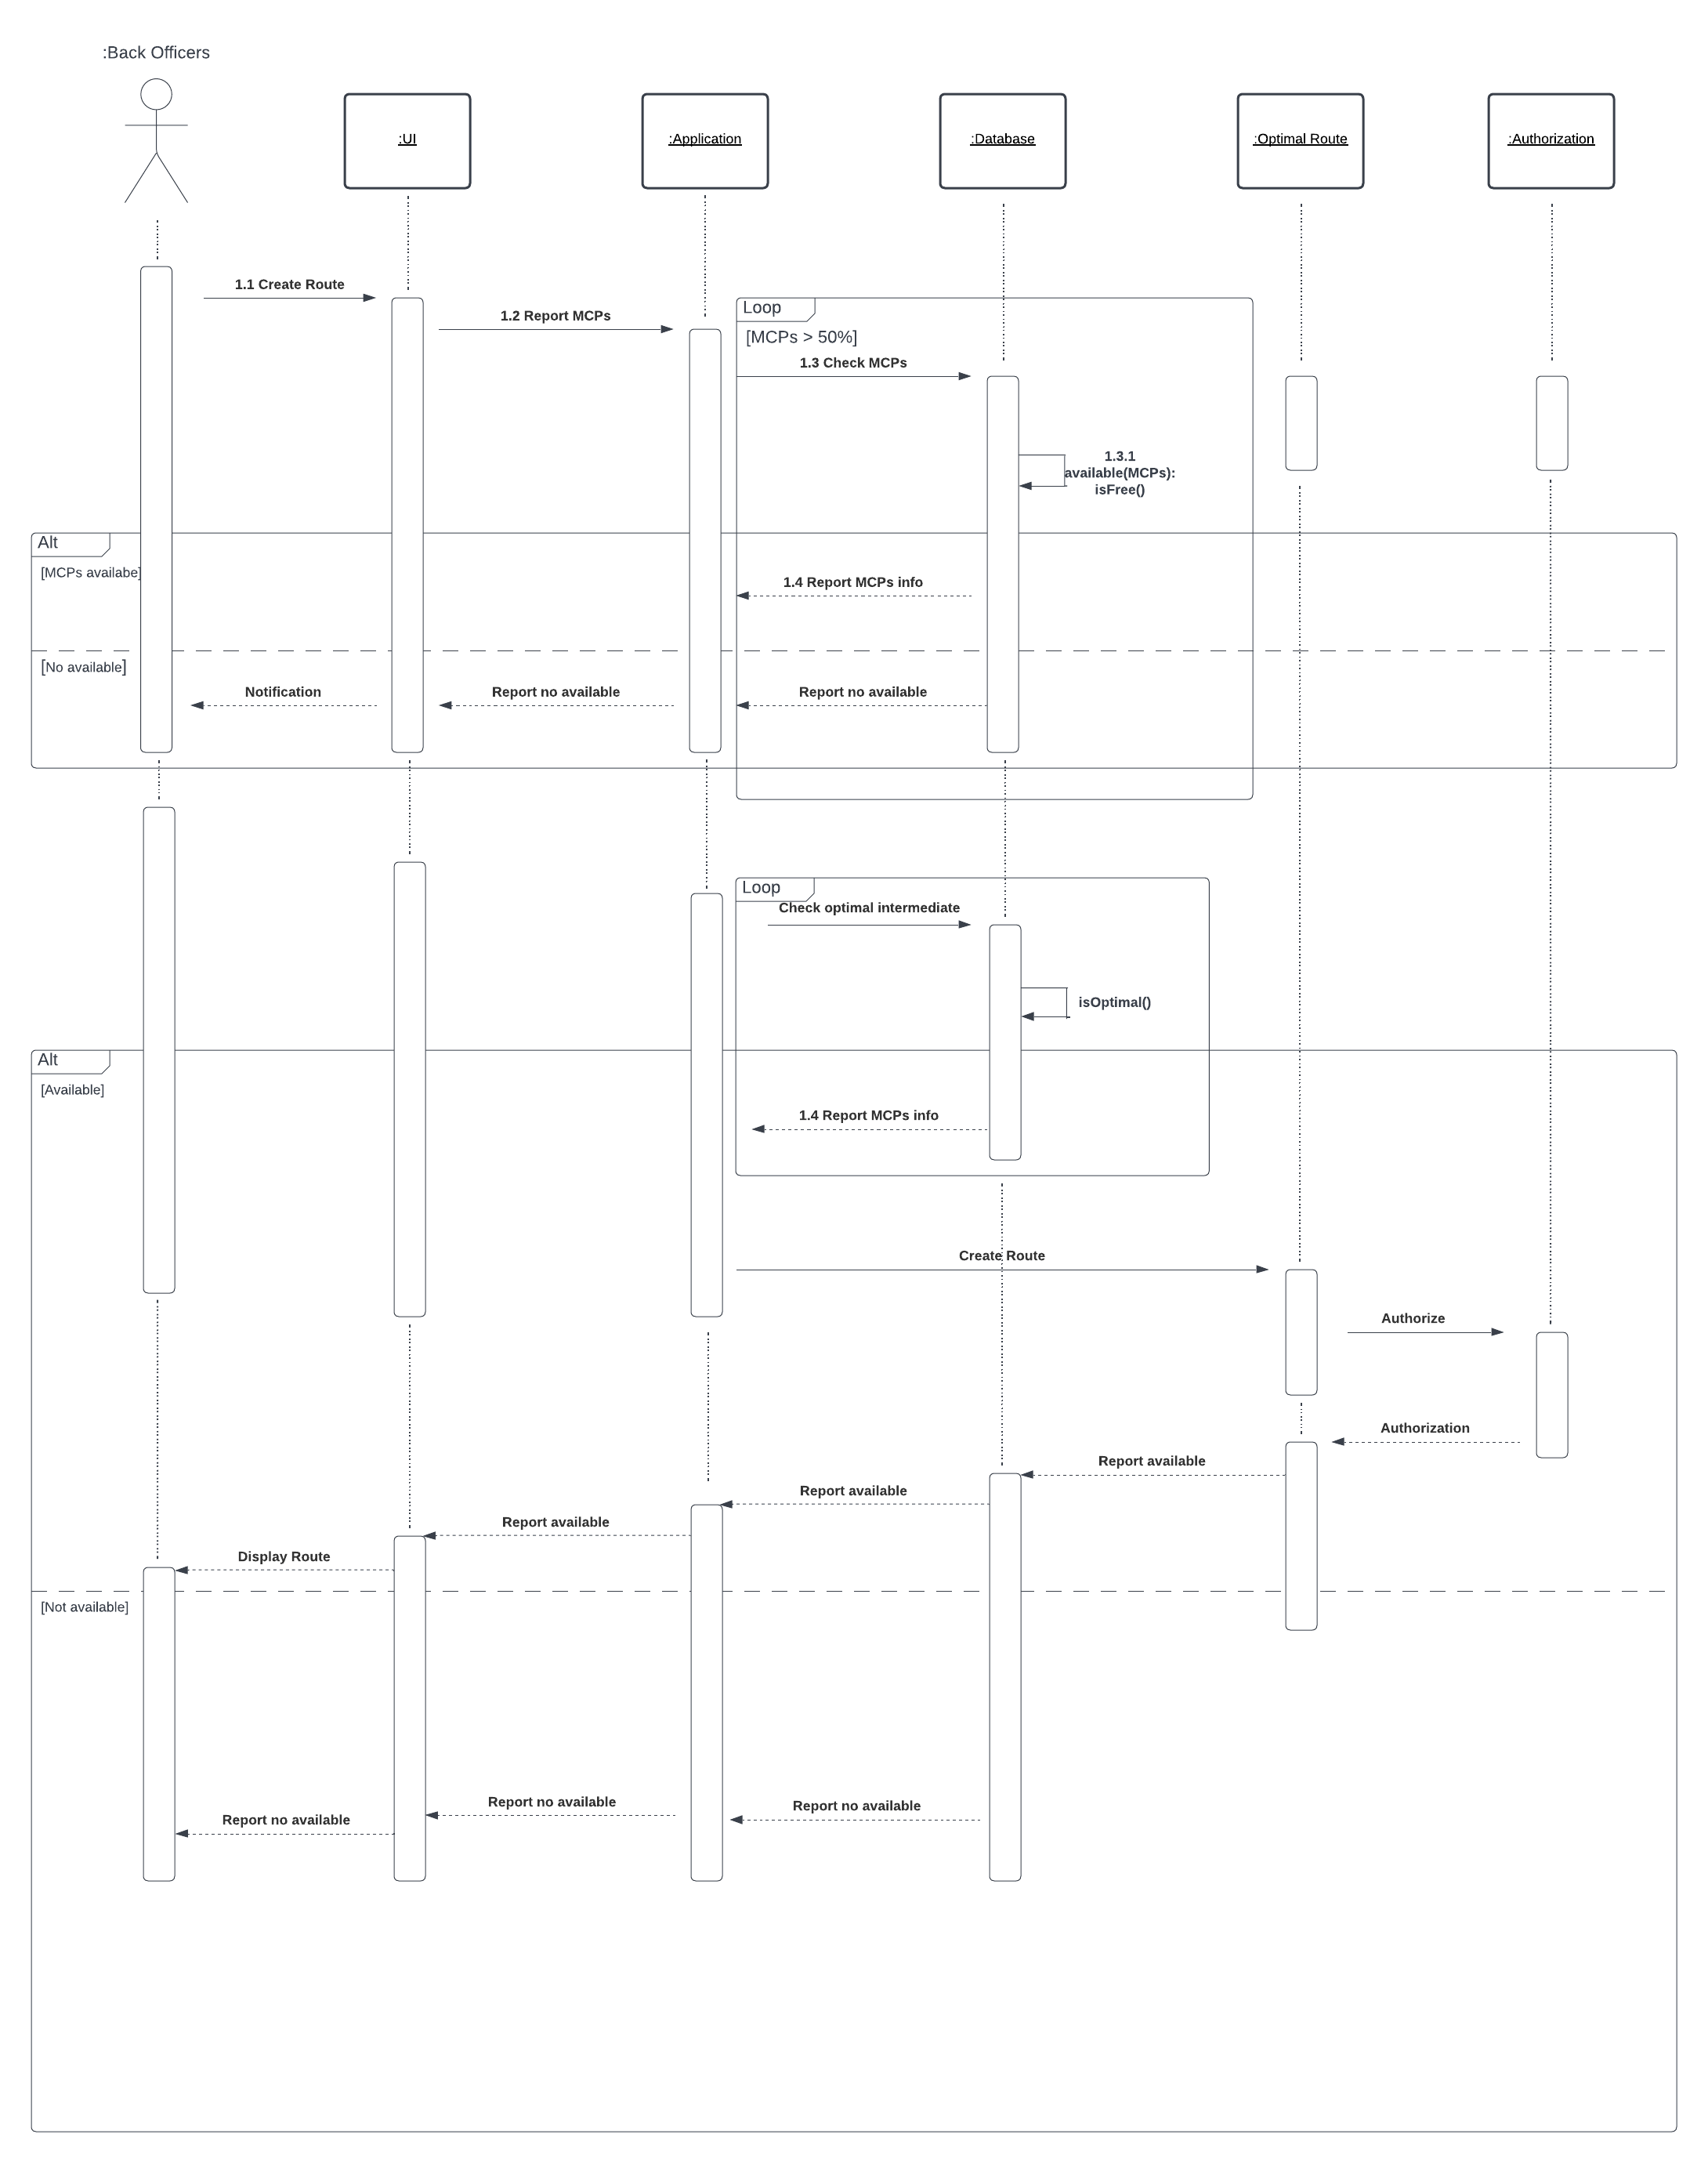 :Back Officers
:UI
:Application
:Database
:Optimal Route
:Authorization
1.1 Create Route
1.2 Report MCPs
Loop
[MCPs > 50%]
1.3 Check MCPs
1.3.1
available(MCPs):
isFree()
Alt
[MCPs availabe]
1.4 Report MCPs info
[No available]
Notification
Report no available
Report no available
Loop
Check optimal intermediate
isOptimal()
Alt
[Available]
1.4 Report MCPs info
Create Route
Authorize
Authorization
Report available
Report available
Report available
Display Route
[Not available]
Report no available
Report no available
Report no available